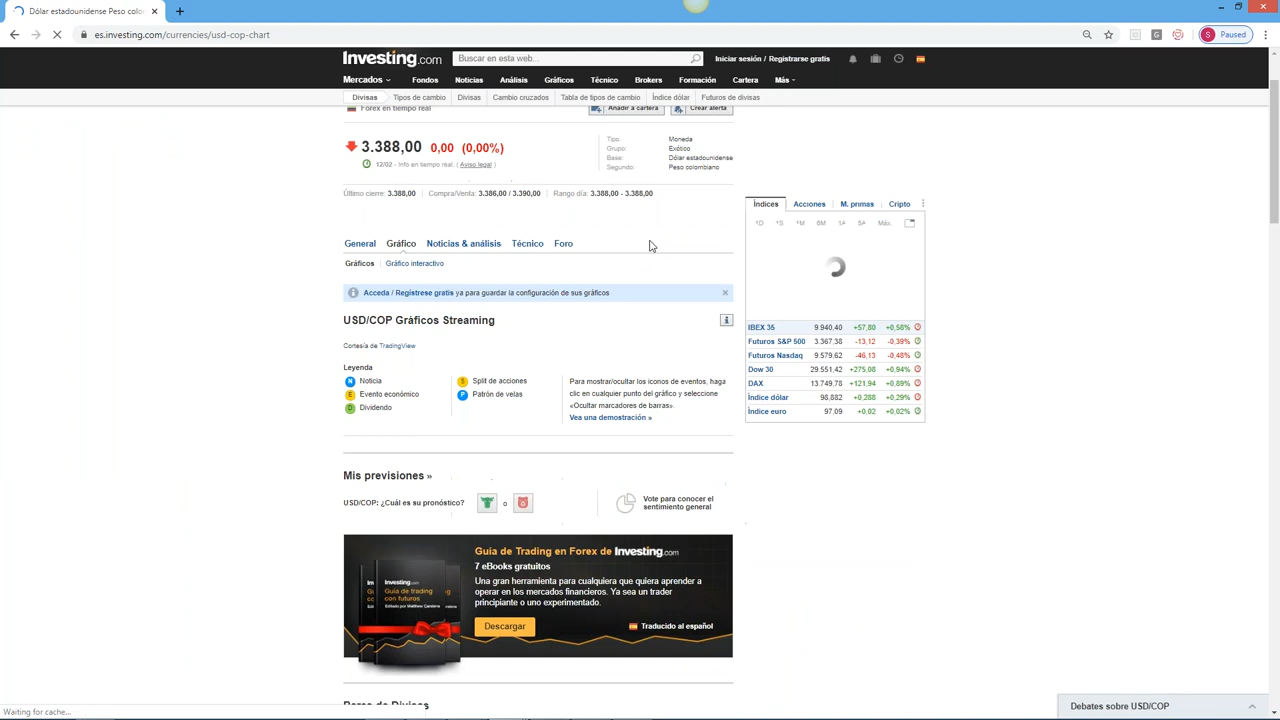 Dólar estadounidense Peso colo
es.investing.com/currencies/usd-cop-chart
S Paused
Investing.com
Buscar en esta web...
Iniciar sesión / Registrarse gratis
Mercados Fondos Noticias Análisis Gráficos Técnico Brokers Formación Cartera Más
Divisas Tipos de cambio Divisas Cambio cruzados Tabla de tipos de cambio Índice dólar Futuros de divisas
Forex en tiempo real
Añadir a cartera
Crear alerta
3.388,00 0,00 (0,00%)
12/02 - Info en tiempo real. ( Aviso legal )
Tipo: Moneda
Grupo: Exótico
Base: Dólar estadounidense
Segundo: Peso colombiano
Último cierre: 3.388,00 Compra/Venta: 3.386,00 / 3.390,00 Rango día: 3.388,00 - 3.388,00
General Gráfico Noticias & análisis Técnico Foro
Gráficos Gráfico interactivo
Acceda / Regístrese gratis ya para guardar la configuración de sus gráficos
USD/COP Gráficos Streaming
Cortesía de TradingView
Leyenda
N Noticia
E Evento económico
D Dividendo
S Split de acciones
P Patrón de velas
Para mostrar/ocultar los iconos de eventos, haga
clic en cualquier punto del gráfico y seleccione
«Ocultar marcadores de barras».
Vea una demostración »
Índices Acciones M. primas Cripto
1D 1S 1M 6M 1A 5A Máx.
IBEX 35 9.940,40 +57,80 +0,58%
Futuros S&P 500 3.367,38 -13,12 -0,39%
Futuros Nasdaq 9.579,62 -46,13 -0,48%
Dow 30 29.551,42 +275,08 +0,94%
DAX 13.749,78 +121,94 +0,89%
Índice dólar 98,882 +0,288 +0,29%
Índice euro 97,09 +0,02 +0,02%
Mis previsiones »
USD/COP: ¿Cuál es su pronóstico? o
Vote para conocer el
sentimiento general
Guía de Trading en Forex de Investing.com
7 eBooks gratuitos
Una gran herramienta para cualquiera que quiera aprender a
operar en los mercados financieros. Ya sea un trader
principiante o uno experimentado.
Descargar
Traducido al español
Investing.com
Guía de trading
con futuros
Editado por Matthew Carstens
Pares de Divisas
Waiting for cache...
Debates sobre USD/COP